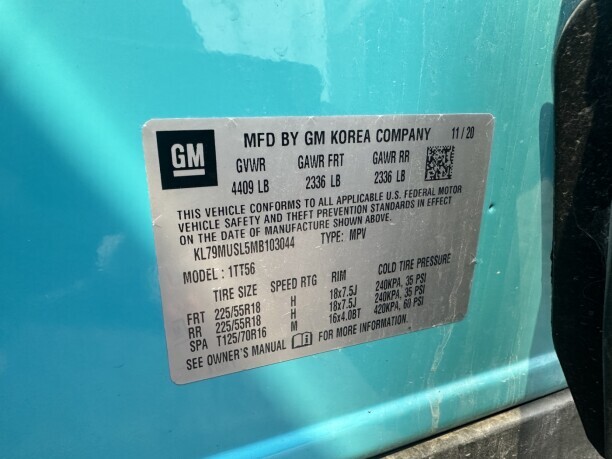 GM MFD BY GM KOREA COMPANY 11/20
GVWR GAWR FRT GAWR RR
4409 LB 2336 LB 2336 LB
THIS VEHICLE CONFORMS TO ALL APPLICABLE U.S. FEDERAL MOTOR
VEHICLE SAFETY AND THEFT PREVENTION STANDARDS IN EFFECT
ON THE DATE OF MANUFACTURE SHOWN ABOVE.
KL79MUSL5MB103044 TYPE: MPV
MODEL: 1TT56
TIRE SIZE SPEED RTG RIM COLD TIRE PRESSURE
FRT 225/55R18 H 18x7.5J 240KPA, 35 PSI
RR 225/55R18 H 18x7.5J 240KPA, 35 PSI
SPA T125/70R16 M 16x4.0BT 420KPA, 60 PSI
SEE OWNER'S MANUAL FOR MORE INFORMATION.